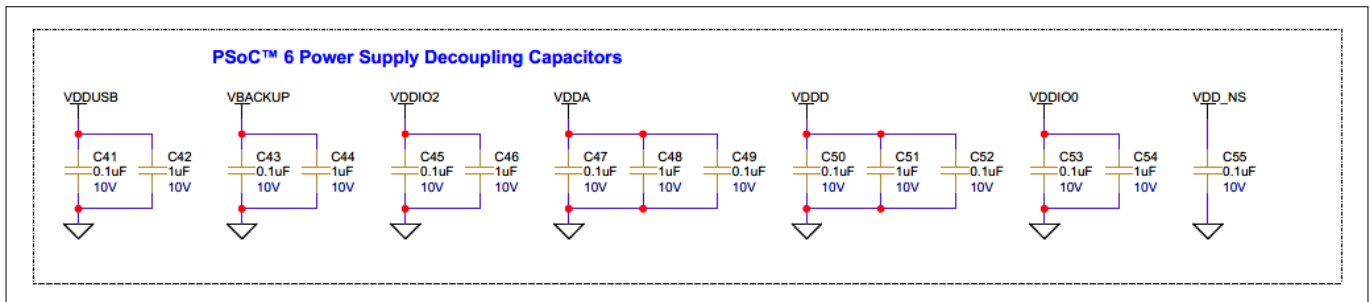 PSoC™ 6 Power Supply Decoupling Capacitors
VDDUSB
VBACKUP
VDDIO2
VDDA
VDDD
VDDIO0
VDD_NS
C41
0.1uF
10V
C42
1uF
10V
C43
0.1uF
10V
C44
1uF
10V
C45
0.1uF
10V
C46
1uF
10V
C47
0.1uF
10V
C48
1uF
10V
C49
0.1uF
10V
C50
0.1uF
10V
C51
1uF
10V
C52
0.1uF
10V
C53
0.1uF
10V
C54
1uF
10V
C55
0.1uF
10V